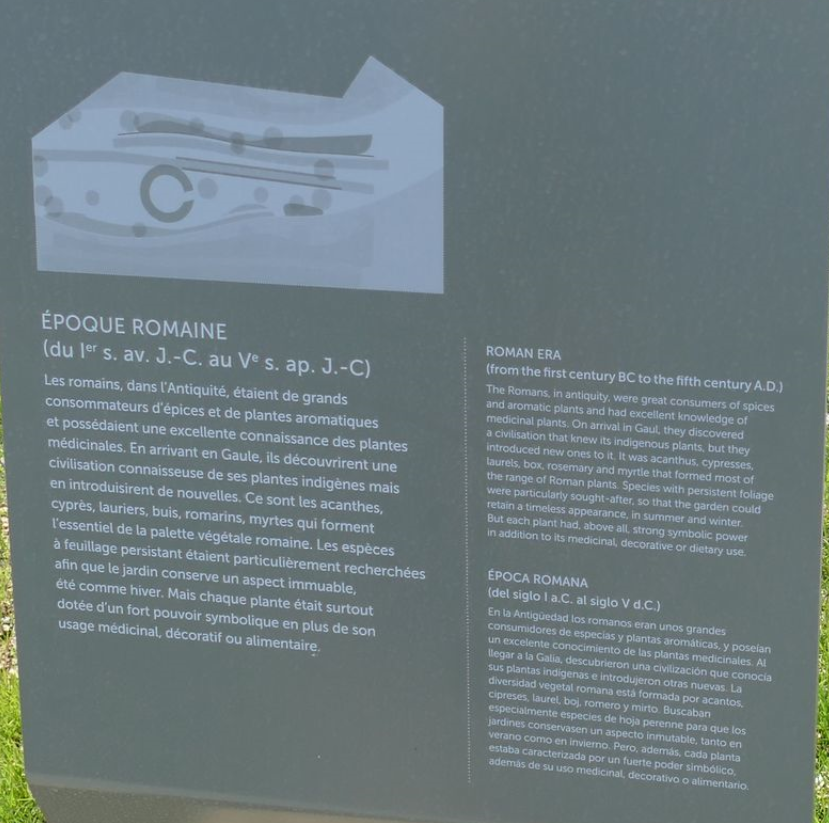 ÉPOQUE ROMAINE
(du Ier s. av. J.-C. au Ve s. ap. J.-C)
Les romains, dans l'Antiquité, étaient de grands
consommateurs d'épices et de plantes aromatiques
et possédaient une excellente connaissance des plantes
médicinales. En arrivant en Gaule, ils découvrirent une
civilisation connaisseuse de ses plantes indigènes mais
en introduisirent de nouvelles. Ce sont les acanthes,
cyprès, lauriers, buis, romarins, myrtes qui forment
l'essentiel de la palette végétale romaine. Les espèces
à feuillage persistant étaient particulièrement recherchées
afin que le jardin conserve un aspect immuable,
été comme hiver. Mais chaque plante était surtout
dotée d'un fort pouvoir symbolique en plus de son
usage médicinal, décoratif ou alimentaire.
ROMAN ERA
(from the first century BC to the fifth century A.D.)
The Romans, in antiquity, were great consumers of spices
and aromatic plants and had excellent knowledge of
medicinal plants. On arrival in Gaul, they discovered
a civilisation that knew its indigenous plants, but they
introduced new ones to it. It was acanthus, cypresses,
laurels, box, rosemary and myrtle that formed most of
the range of Roman plants. Species with persistent foliage
were particularly sought-after, so that the garden could
retain a timeless appearance, in summer and winter.
But each plant had, above all, strong symbolic power
in addition to its medicinal, decorative or dietary use.
ÉPOCA ROMANA
(del siglo I a.C. al siglo V d.C.)
En la Antigüedad los romanos eran unos grandes
consumidores de especias y plantas aromáticas, y poseían
un excelente conocimiento de las plantas medicinales. Al
llegar a la Galia, descubrieron una civilización que conocía
sus plantas indígenas e introdujeron otras nuevas. La
diversidad vegetal romana está formada por acantos,
cipreses, laurel, boj, romero y mirto. Buscaban
especialmente especies de hoja perenne para que los
jardines conservasen un aspecto inmutable, tanto en
verano como en invierno. Pero, además, cada planta
estaba caracterizada por un fuerte poder simbólico,
además de su uso medicinal, decorativo o alimentario.